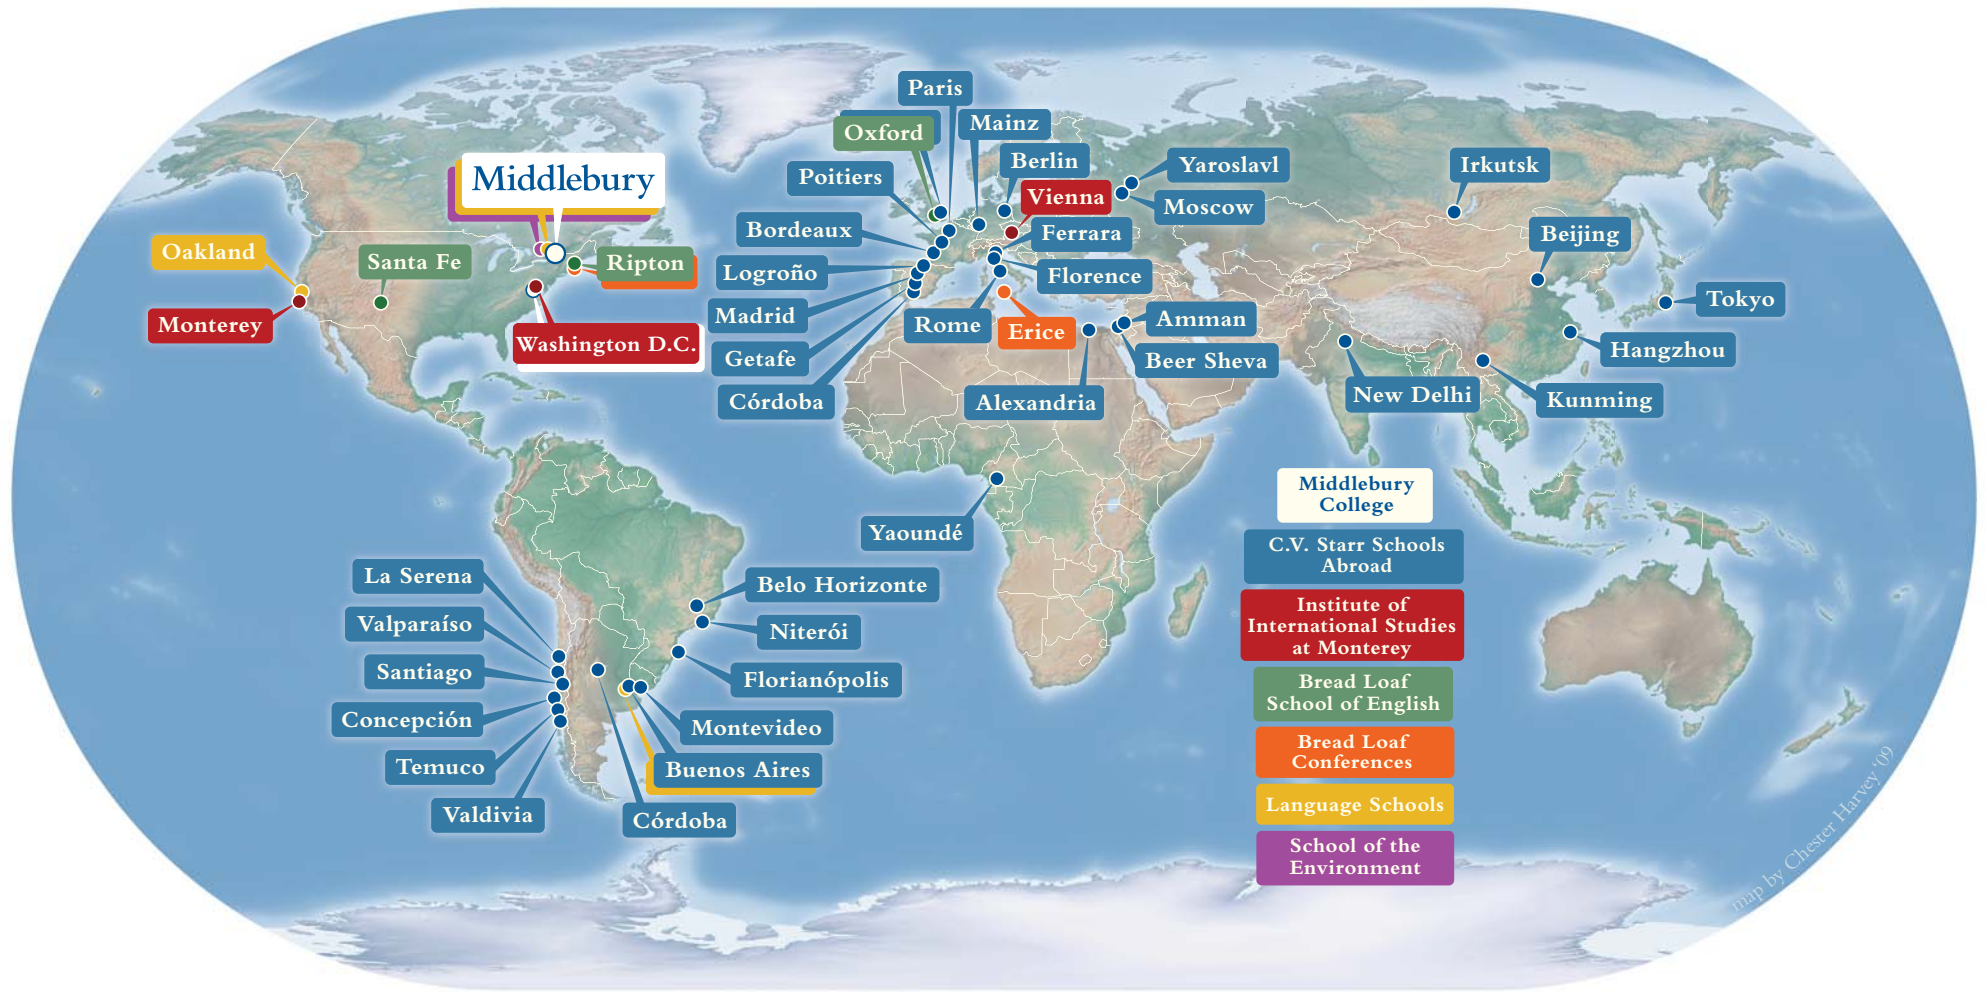 Paris
Oxford
Mainz
Berlin
Poitiers
Yaroslavl
Irkutsk
Middlebury
Vienna
Moscow
Bordeaux
Ferrara
Beijing
Oakland
Santa Fe
Ripton
Logroño
Florence
Tokyo
Madrid
Rome
Erice
Amman
Monterey
Washington D.C.
Getafe
Beer Sheva
Hangzhou
Córdoba
Alexandria
New Delhi
Kunming
Yaoundé
La Serena
Belo Horizonte
Valparaíso
Niterói
Santiago
Florianópolis
Concepción
Montevideo
Temuco
Buenos Aires
Valdivia
Córdoba
Middlebury
College
C.V. Starr Schools
Abroad
Institute of
International Studies
at Monterey
Bread Loaf
School of English
Bread Loaf
Conferences
Language Schools
School of the
Environment
map by Chester Harvey '09